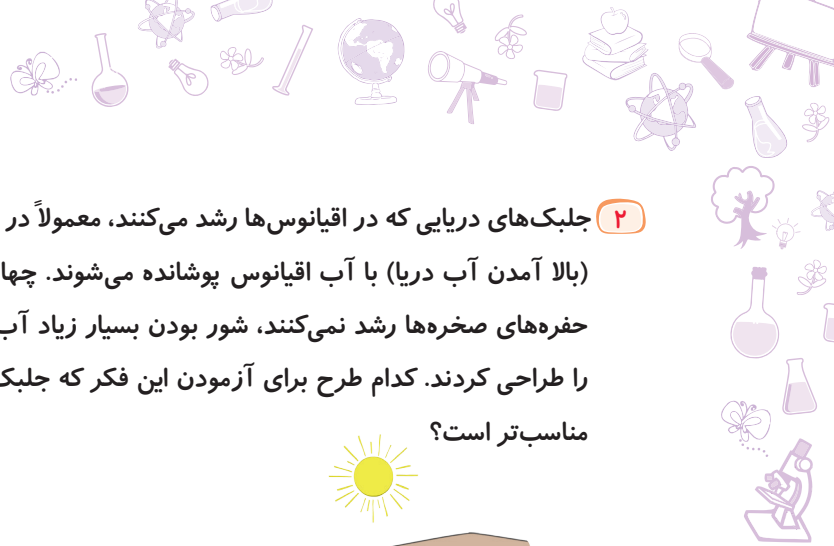 ۲ جلبک‌های دریایی که در اقیانوس‌ها رشد می‌کنند، معمولاً در
(بالا آمدن آب دریا) با آب اقیانوس پوشانده می‌شوند.
حفره‌های صخره‌ها رشد نمی‌کنند، شور بودن بسیار زیاد آب
را طراحی کردند. کدام طرح برای آزمودن این فکر که
مناسب‌تر است؟